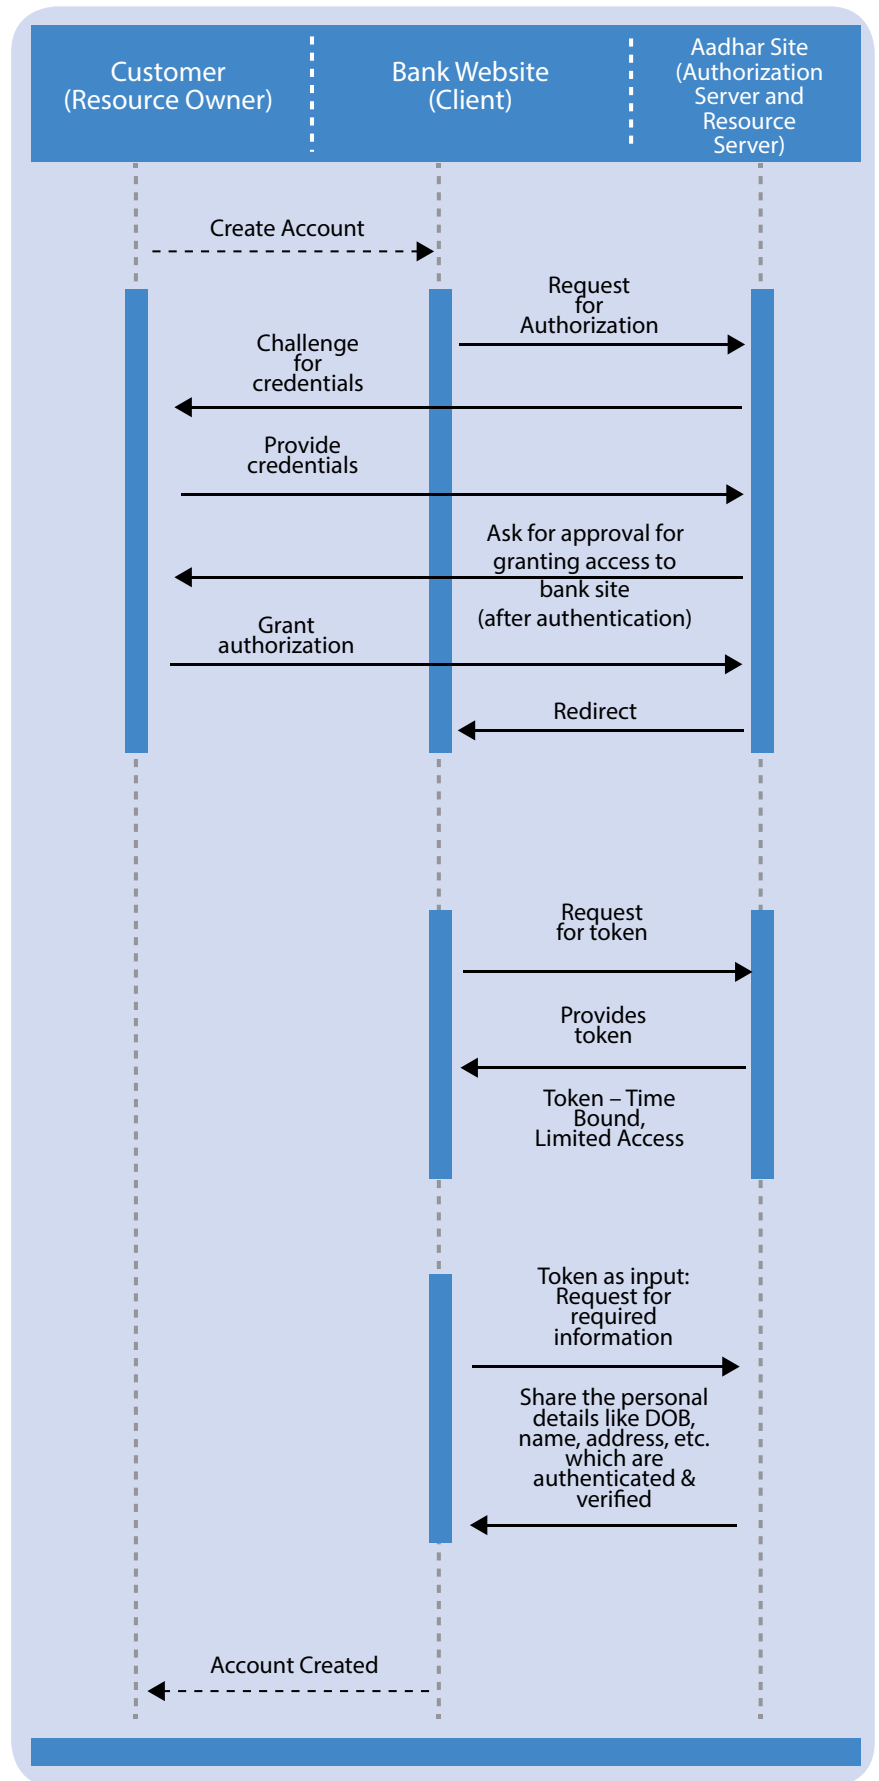 Customer
(Resource Owner)
Bank Website
(Client)
Aadhar Site
(Authorization
Server and
Resource
Server)
Create Account
Request
for
Authorization
Challenge
for
credentials
Provide
credentials
Ask for approval for
granting access to
bank site
(after authentication)
Grant
authorization
Redirect
Request
for token
Provides
token
Token – Time
Bound,
Limited Access
Token as input:
Request for
required
information
Share the personal
details like DOB,
name, address, etc.
which are
authenticated &
verified
Account Created